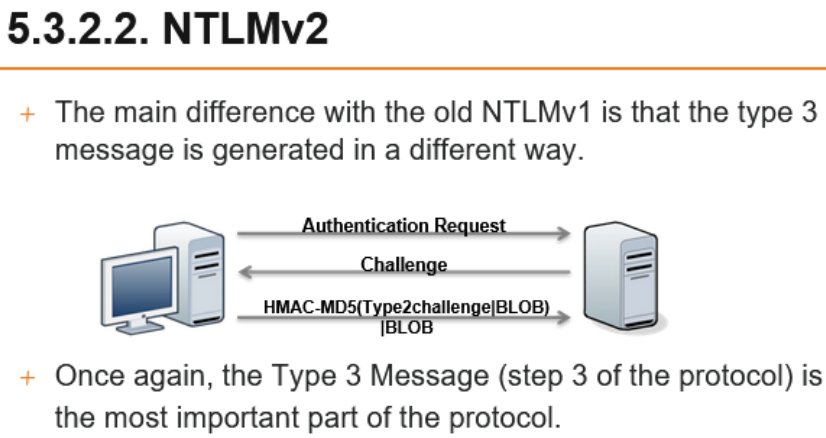 5.3.2.2. NTLMv2
+ The main difference with the old NTLMv1 is that the type 3
message is generated in a different way.
Authentication Request
Challenge
HMAC-MD5(Type2challenge|BLOB)
|BLOB
+ Once again, the Type 3 Message (step 3 of the protocol) is
the most important part of the protocol.